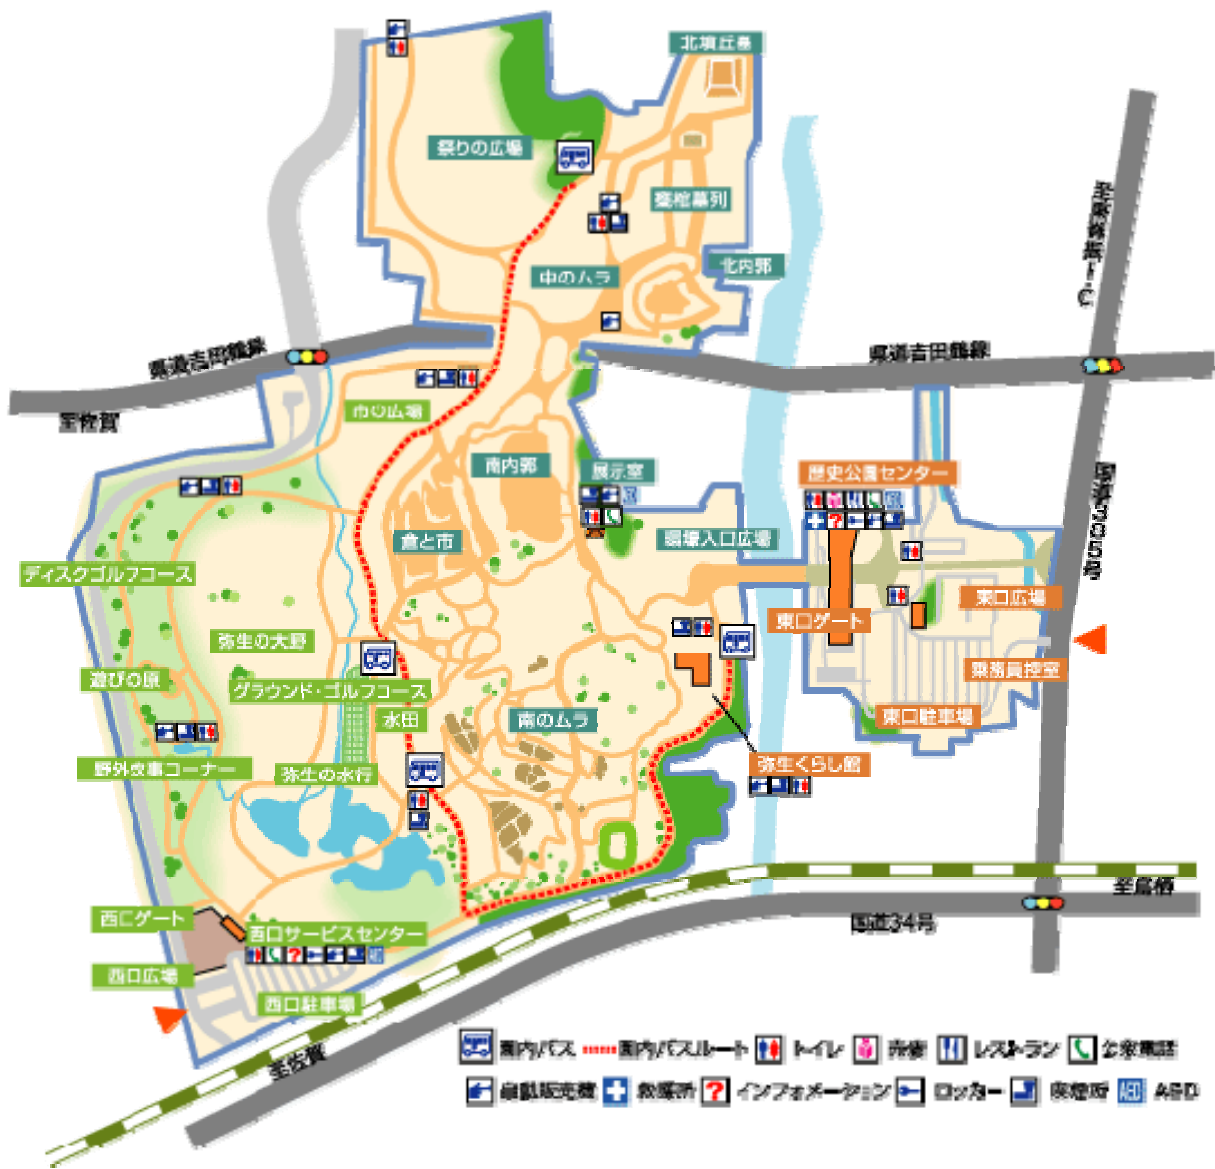 北墳丘墓
祭りの広場
甕棺墓列
中のムラ
北内郭
県道吉田鶴線
県道吉田鶴線
至佐賀
市の広場
南内郭
展示室
歴史公園センター
倉と市
環壕入口広場
ディスクゴルフコース
東口広場
東口ゲート
弥生の大野
乗務員控室
遊びの原
グラウンド・ゴルフコース
水田
南のムラ
東口駐車場
野外炊事コーナー
弥生の水行
弥生くらし館
至鳥栖
西口ゲート
西口サービスセンター
国道34号
西口広場
西口駐車場
至佐賀
園内バス
園内バスルート
トイレ
売店
レストラン
公衆電話
自動販売機
救護所
インフォメーション
ロッカー
喫煙所
AED
AED